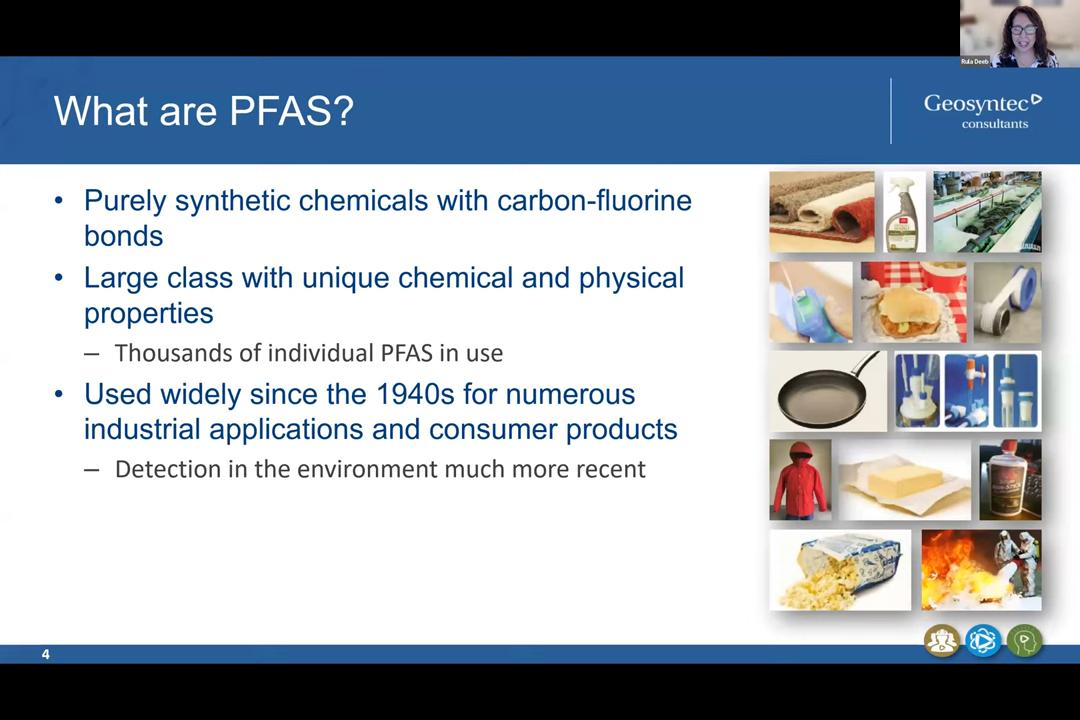 Rula Deeb
What are PFAS?
Geosyntec
consultants
• Purely synthetic chemicals with carbon-fluorine
bonds
• Large class with unique chemical and physical
properties
– Thousands of individual PFAS in use
• Used widely since the 1940s for numerous
industrial applications and consumer products
– Detection in the environment much more recent
4